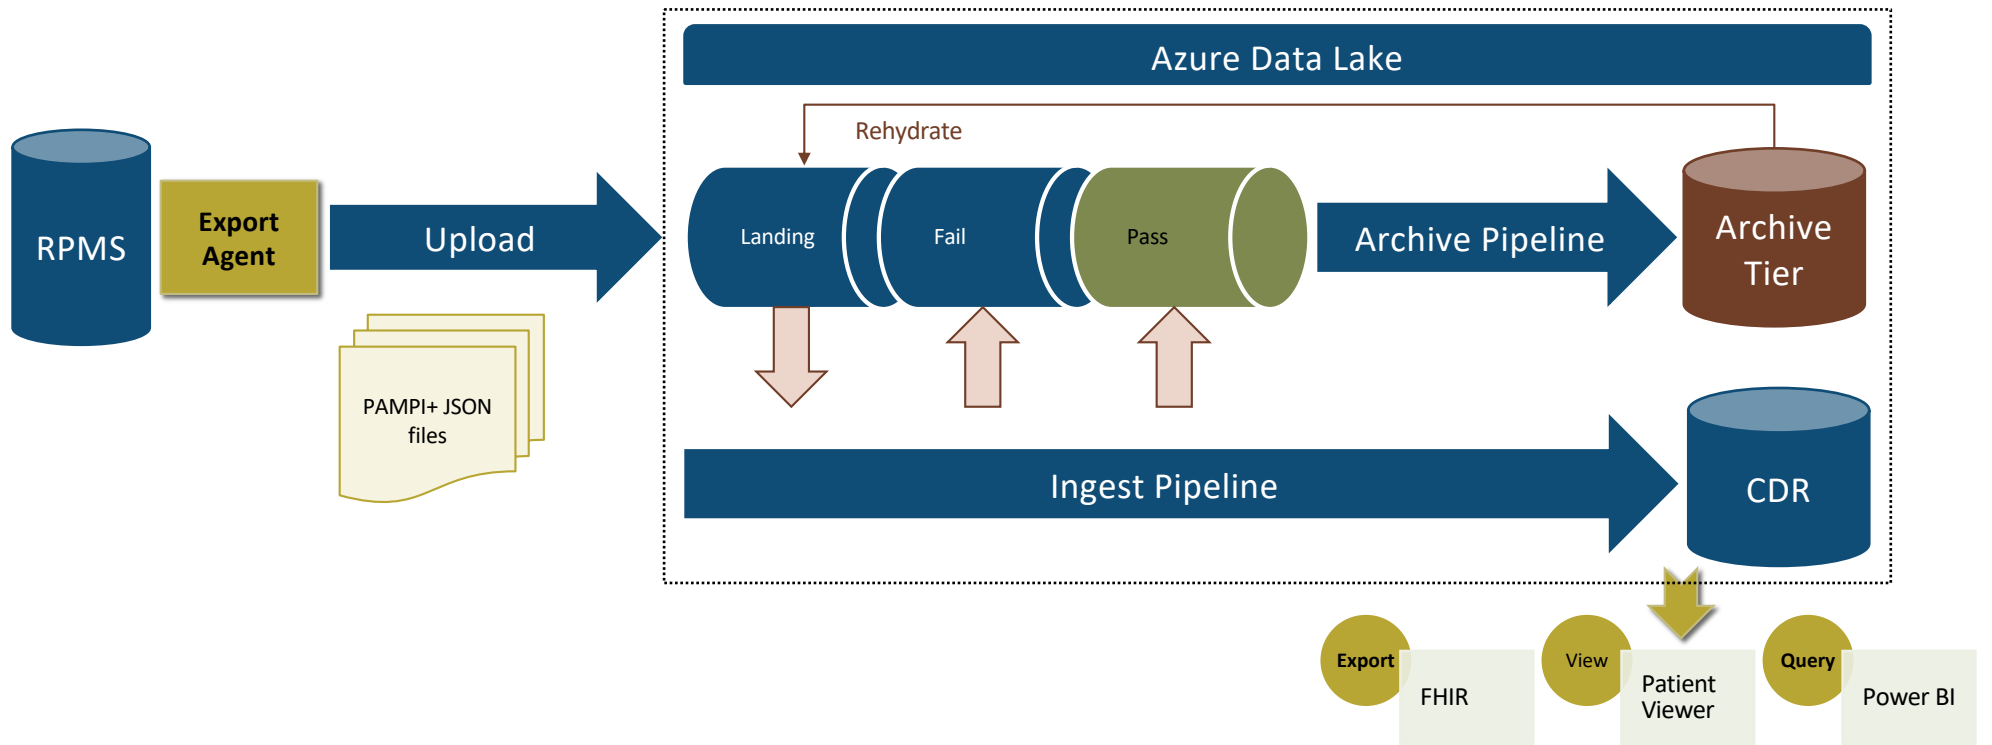 Azure Data Lake
Rehydrate
RPMS
Export
Agent
Upload
Landing
Fail
Pass
Archive Pipeline
Archive
Tier
PAMPI+ JSON
files
Ingest Pipeline
CDR
Export
FHIR
View
Patient
Viewer
Query
Power BI